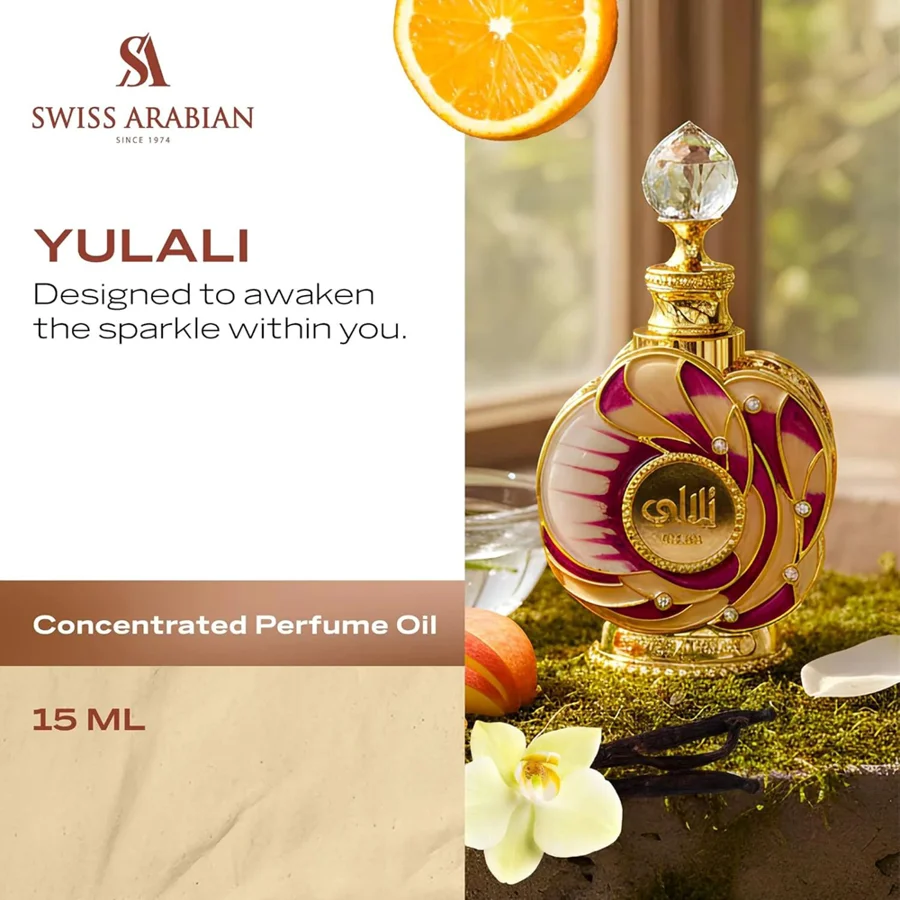 SA
SWISS ARABIAN
SINCE 1974
YULALI
Designed to awaken
the sparkle within you.
Concentrated Perfume Oil
15 ML
يلالي